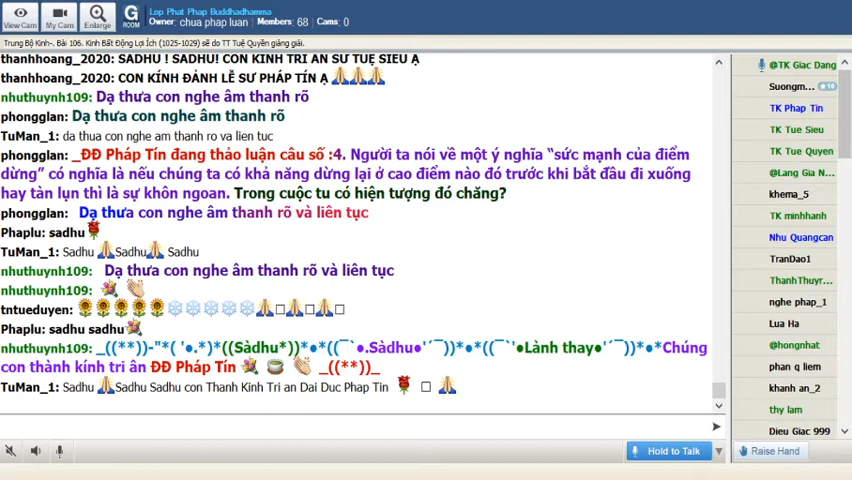 Lop Phat Phap Buddhadhamma
Owner: chua phap luan Members: 68 Cams: 0
View Cam
My Cam
Enlarge
G
ROOM
Trung Bộ Kinh-. Bài 106. Kinh Bất Động Lợi Ích (1025-1029) sẽ do TT Tuệ Quyền giảng giải.
thanhhoang_2020: SADHU ! SADHU! CON KÍNH TRI ÂN SƯ TUỆ SIÊU Ạ
thanhhoang_2020: CON KÍNH ĐẢNH LỄ SƯ PHÁP TÍN Ạ 🙏🙏🙏
nhuthuynh109: Dạ thưa con nghe âm thanh rõ
phongglan: Dạ thưa con nghe âm thanh rõ
TuMan_1: da thua con nghe am thanh ro va lien tuc
phongglan: _ĐĐ Pháp Tín đang thảo luận câu số :4. Người ta nói về một ý nghĩa “sức mạnh của điểm
dừng” có nghĩa là nếu chúng ta có khả năng dừng lại ở cao điểm nào đó trước khi bắt đầu đi xuống
hay tàn lụn thì là sự khôn ngoan. Trong cuộc tu có hiện tượng đó chăng?
phongglan: Dạ thưa con nghe âm thanh rõ và liên tục
Phaplu: sadhu🌹
TuMan_1: Sadhu 🙏Sadhu🙏 Sadhu
nhuthuynh109: Dạ thưa con nghe âm thanh rõ và liên tục
nhuthuynh109: 💐 👏
tntueduyen: 🌻🌻🌻🌻🌻❄❄❄❄❄🙏□🙏□🙏□
Phaplu: sadhu sadhu💐
nhuthuynh109: _((**))-"*( '●.*)*((Sàdhu*))*●*((¯`●.Sàdhu●'´¯))*●*((¯`'●Lành thay●'´¯))*●*Chúng
con thành kính tri ân ĐĐ Pháp Tín 💐 🍵 👏 _((**))_
TuMan_1: Sadhu 🙏Sadhu Sadhu con Thanh Kinh Tri an Dai Duc Phap Tin 🌹 □ 🙏
Hold to Talk
@TK Giac Dang
Suongm... ★10
TK Phap Tin
TK Tue Sieu
TK Tue Quyen
@Lang Gia N...
khema_5
TK minhhanh
Nhu Quangcan
TranDao1
ThanhThuyr...
nghe phap_1
Lua Ha
@hongnhat
phan q liem
khanh an_2
thy lam
Dieu Giac 999
Raise Hand